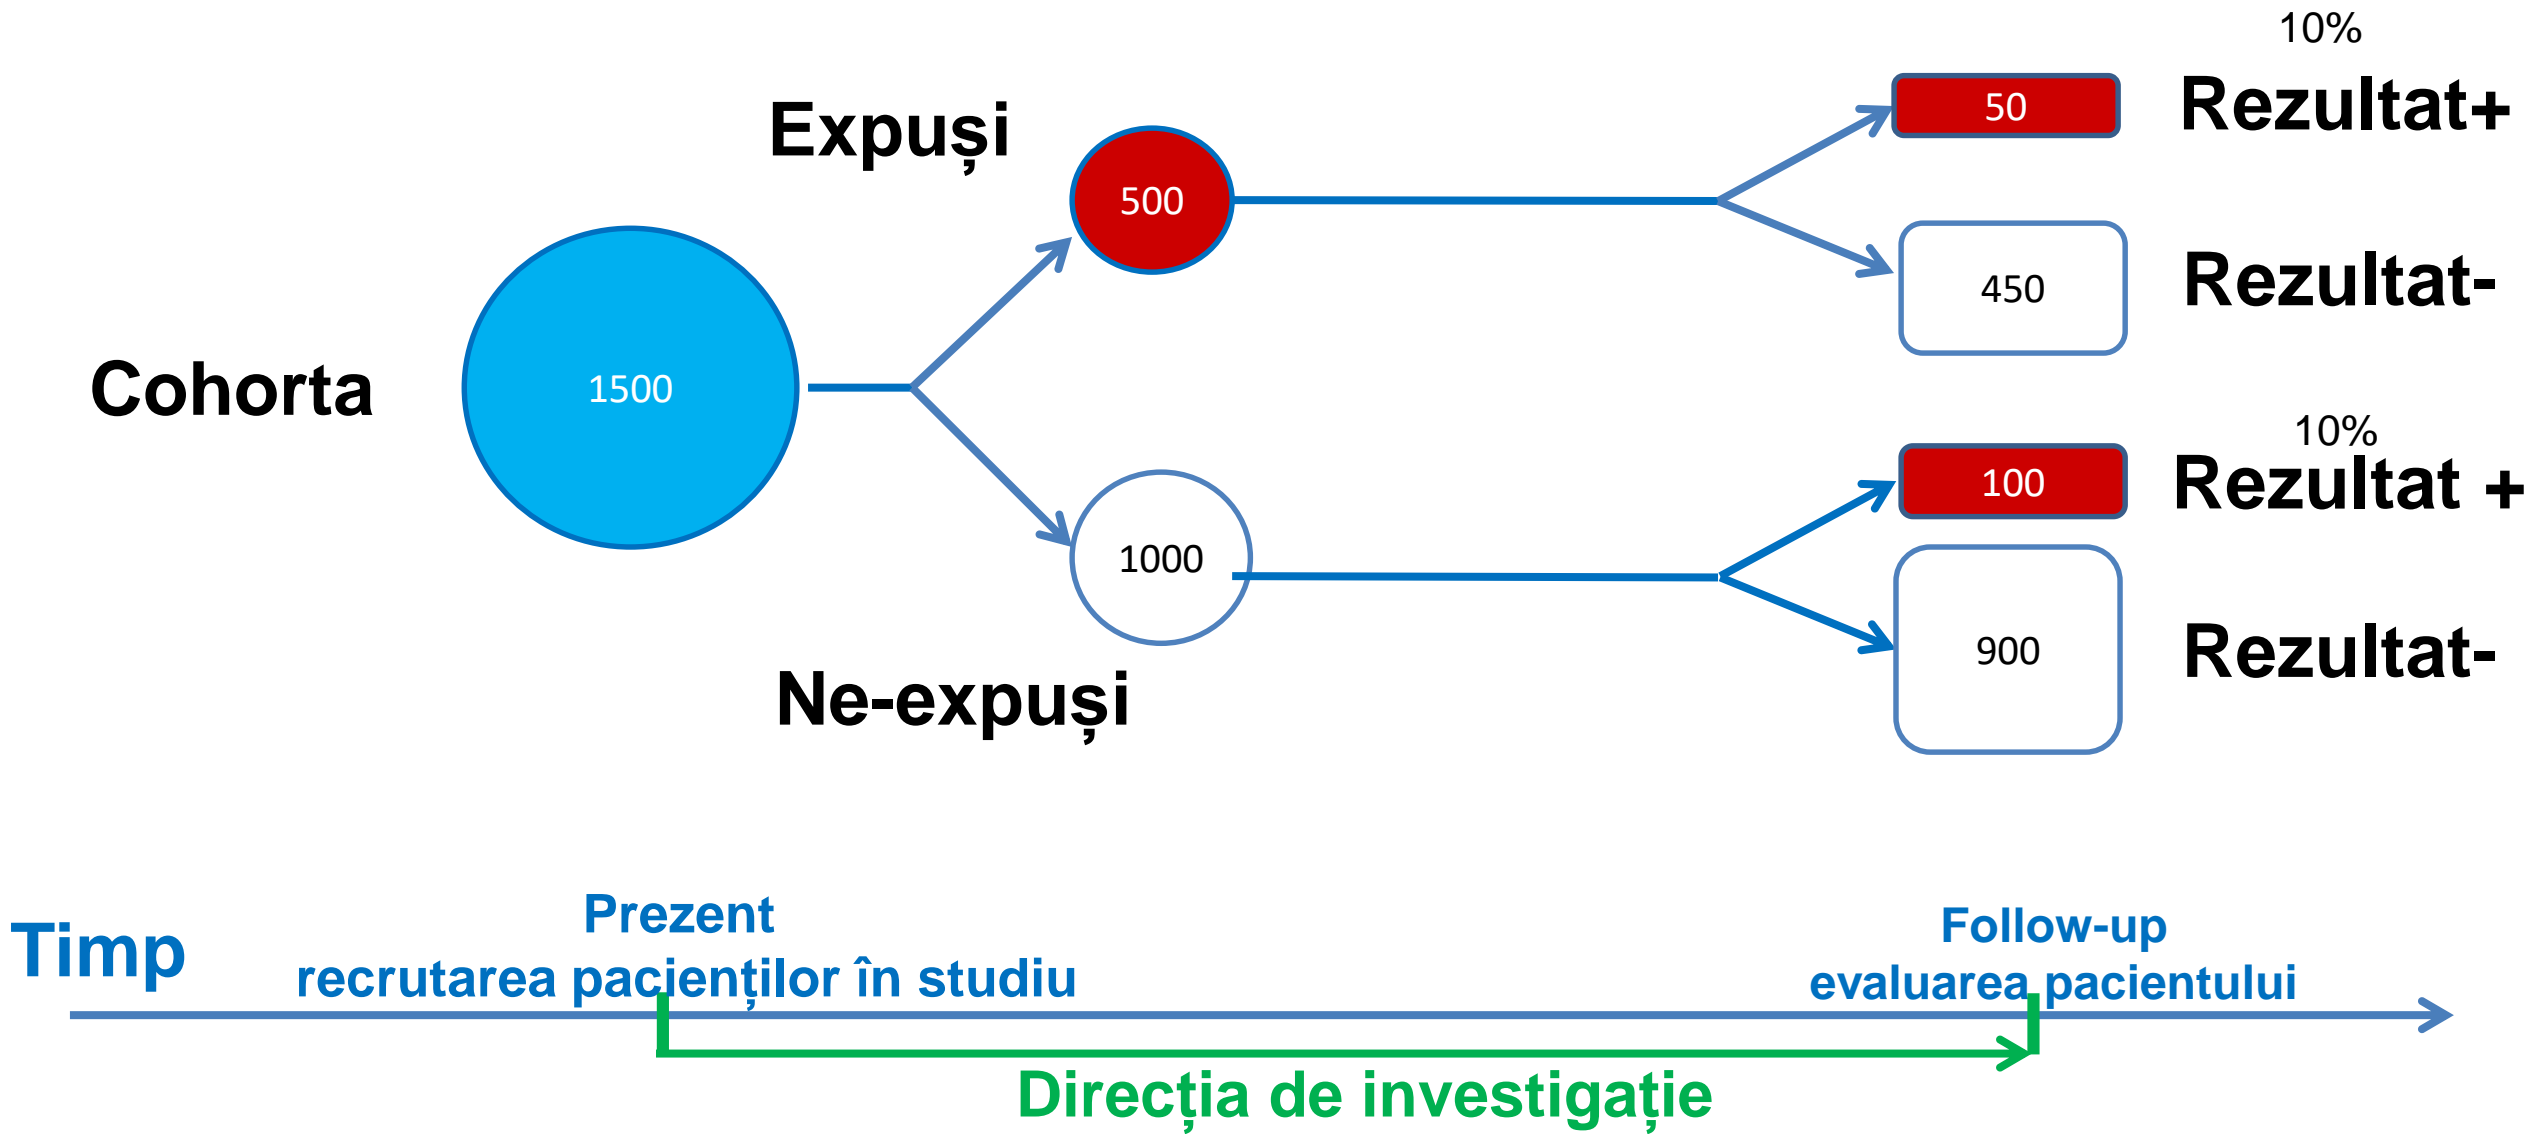 10%
Rezultat+
50
Expuși
500
450
Rezultat-
Cohorta
1500
10%
100
Rezultat +
1000
900
Rezultat-
Ne-expuși
Timp
Prezent
recrutarea pacienților în studiu
Follow-up
evaluarea pacientului
Direcția de investigație